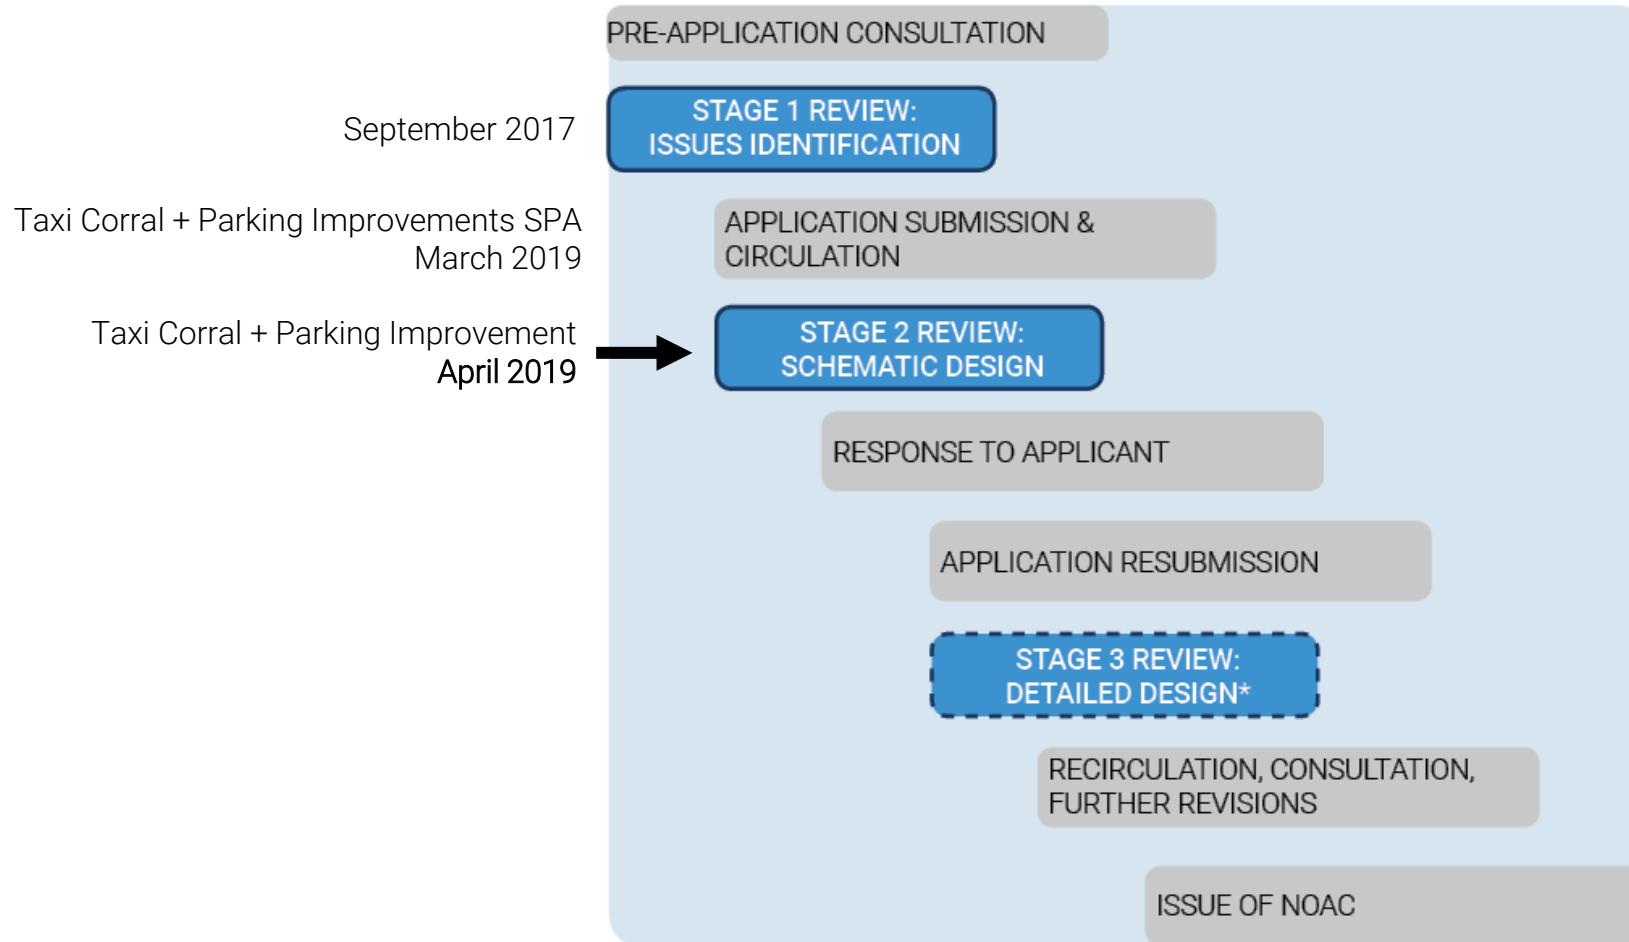 PRE-APPLICATION CONSULTATION
September 2017
STAGE 1 REVIEW:
ISSUES IDENTIFICATION
Taxi Corral + Parking Improvements SPA
March 2019
APPLICATION SUBMISSION &
CIRCULATION
Taxi Corral + Parking Improvement
April 2019
STAGE 2 REVIEW:
SCHEMATIC DESIGN
RESPONSE TO APPLICANT
APPLICATION RESUBMISSION
STAGE 3 REVIEW:
DETAILED DESIGN*
RECIRCULATION, CONSULTATION,
FURTHER REVISIONS
ISSUE OF NOAC